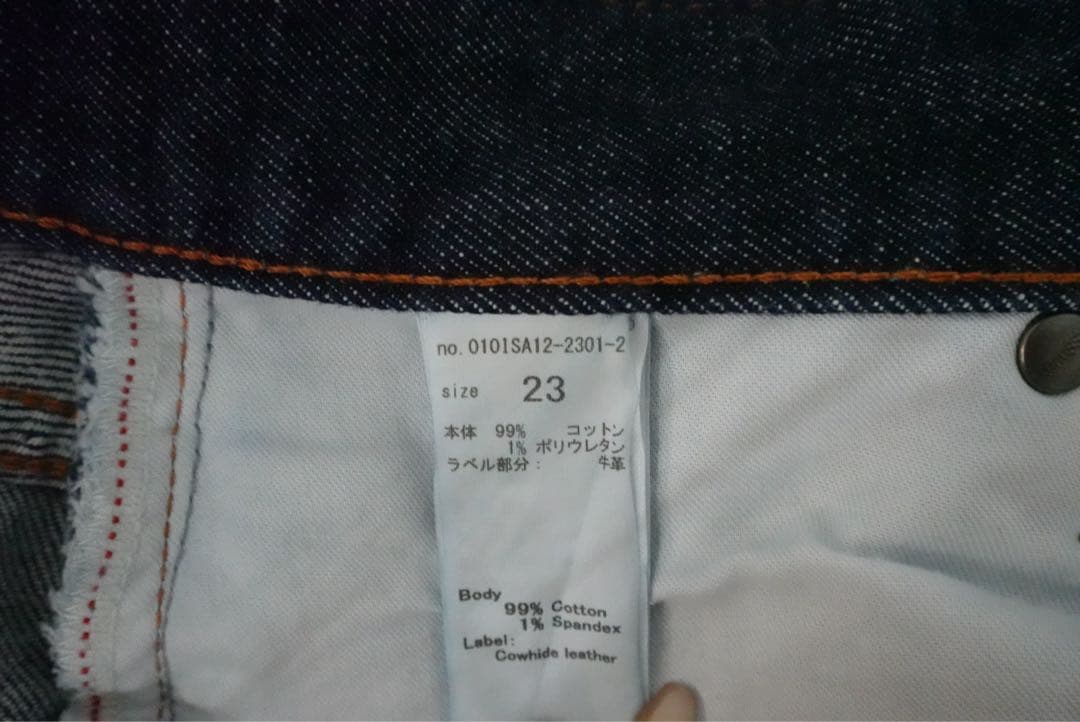 no. 0101SA12-2301-2
size 23
本体 99% コットン
1% ポリウレタン
ラベル部分： 牛革
Body
99% Cotton
1% Spandex
Label:
Cowhide leather